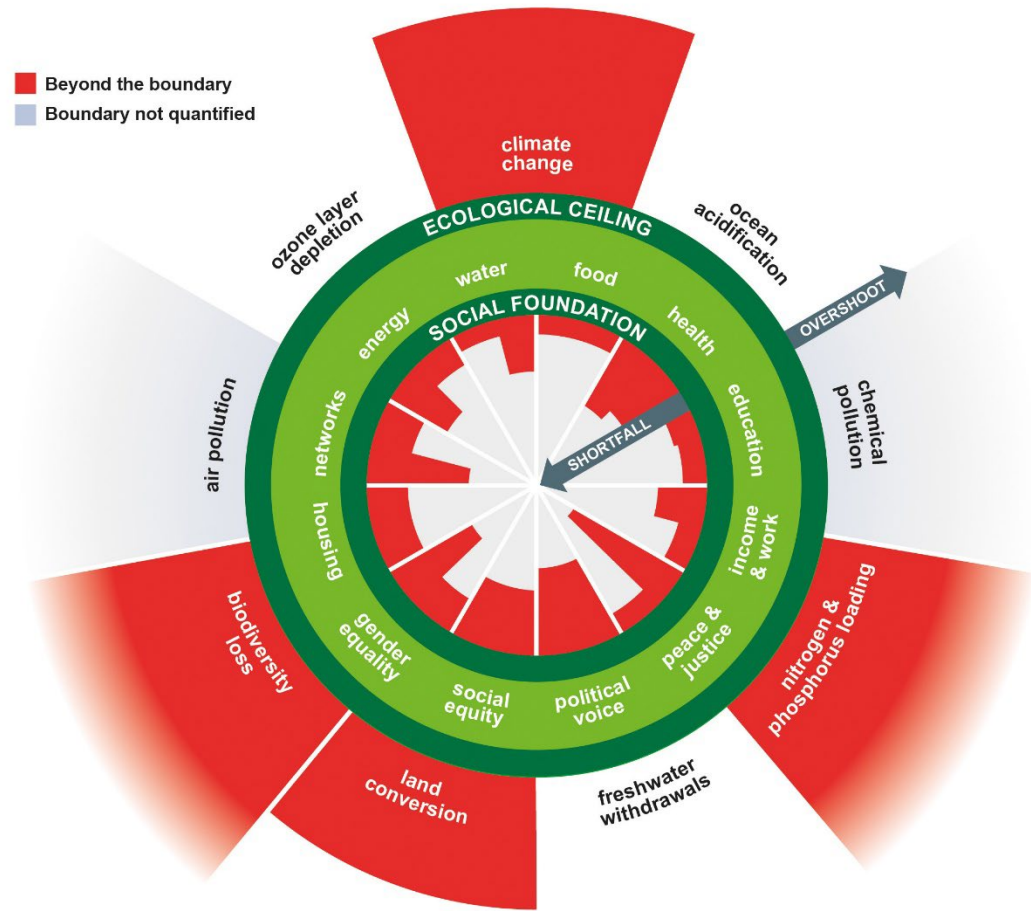 Beyond the boundary
Boundary not quantified
climate
change
ozone layer
depletion
ECOLOGICAL CEILING
ocean
acidification
water
food
energy
SOCIAL FOUNDATION
health
OVERSHOOT
networks
SHORTFALL
education
air pollution
chemical
pollution
housing
income
& work
biodiversity
loss
gender
equality
social
equity
political
voice
peace &
justice
nitrogen &
phosphorus loading
land
conversion
freshwater
withdrawals